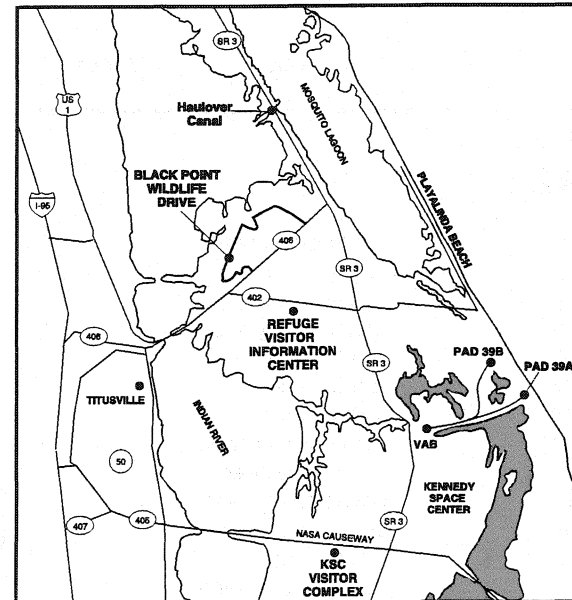 SR 3
US
1
Haulover
Canal
MOSQUITO LAGOON
BLACK POINT
WILDLIFE
DRIVE
I-95
PLAYALINDA BEACH
406
SR 3
402
REFUGE
VISITOR
INFORMATION
CENTER
406
PAD 39B
SR 3
PAD 39A
TITUSVILLE
INDIAN RIVER
VAB
50
KENNEDY
SPACE
CENTER
407
405
SR 3
NASA CAUSEWAY
KSC
VISITOR
COMPLEX